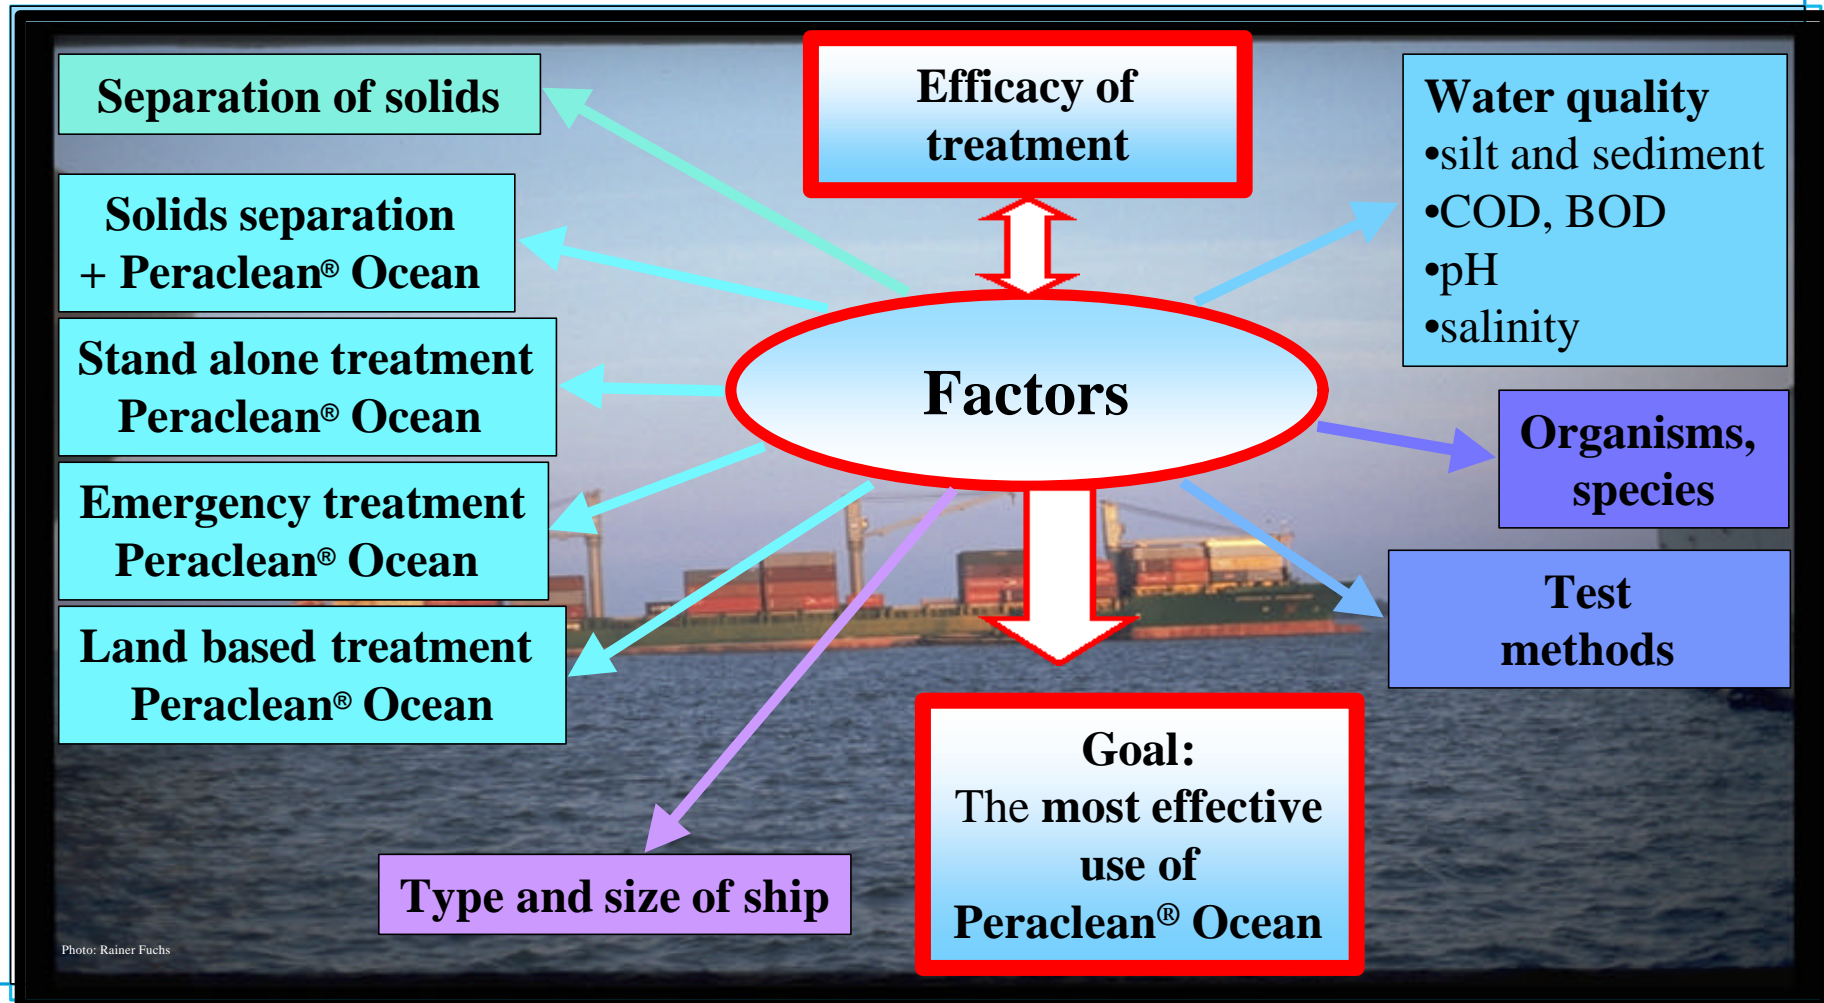 Separation of solids
Solids separation
+ Peraclean® Ocean
Stand alone treatment
Peraclean® Ocean
Emergency treatment
Peraclean® Ocean
Land based treatment
Peraclean® Ocean
Type and size of ship
Efficacy of
treatment
Factors
Goal:
The most effective
use of
Peraclean® Ocean
Water quality
•silt and sediment
•COD, BOD
•pH
•salinity
Organisms,
species
Test
methods
Photo: Rainer Fuchs